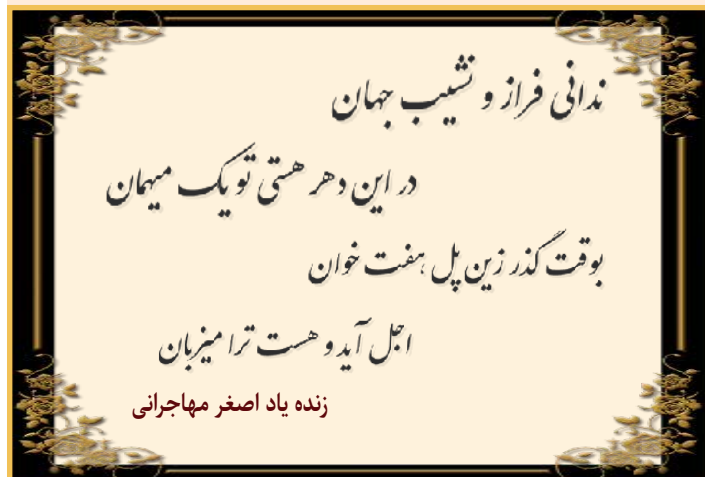 ندانی فراز و نشیب جهان
در این دهر هستی تو یک میهمان
بوقت گذر زین پل هفت خوان
اجل آید و هست ترا میزبان
زنده یاد اصغر مهاجرانی